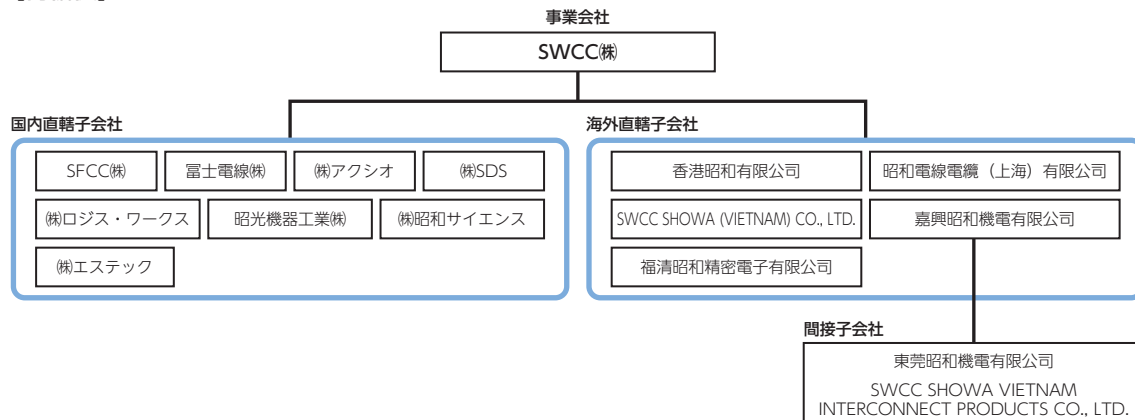 事業会社
SWCC㈱
国内直轄子会社
SFCC㈱
冨士電線㈱
㈱アクシオ
㈱SDS
㈱ロジス・ワークス
昭光機器工業㈱
㈱昭和サイエンス
㈱エステック
海外直轄子会社
香港昭和有限公司
昭和電線電纜（上海）有限公司
SWCC SHOWA (VIETNAM) CO., LTD.
嘉興昭和機電有限公司
福清昭和精密電子有限公司
間接子会社
東莞昭和機電有限公司
SWCC SHOWA VIETNAM
INTERCONNECT PRODUCTS CO., LTD.